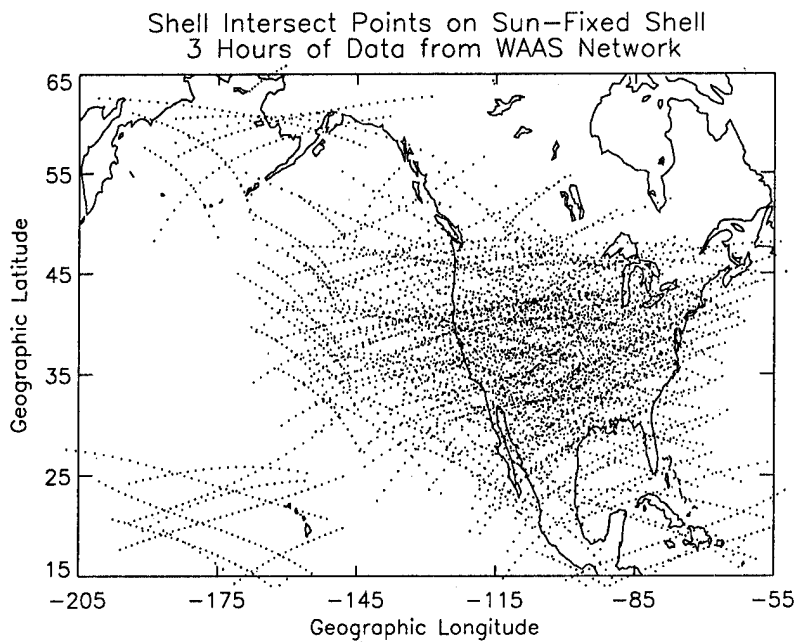 Shell Intersect Points on Sun-Fixed Shell
3 Hours of Data from WAAS Network
65
55
45
35
25
15
Geographic Latitude
-205 -175 -145 -115 -85 -55
Geographic Longitude